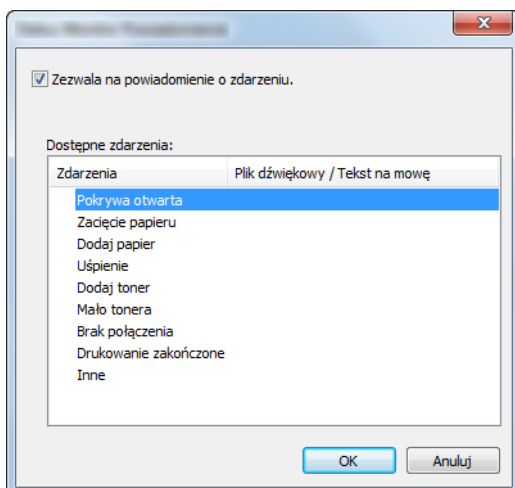 Zezwala na powiadomienie o zdarzeniu.
Dostępne zdarzenia:
Zdarzenia Plik dźwiękowy / Tekst na mowę
Pokrywa otwarta
Zacięcie papieru
Dodaj papier
Uśpienie
Dodaj toner
Mało tonera
Brak połączenia
Drukowanie zakończone
Inne
OK Anuluj